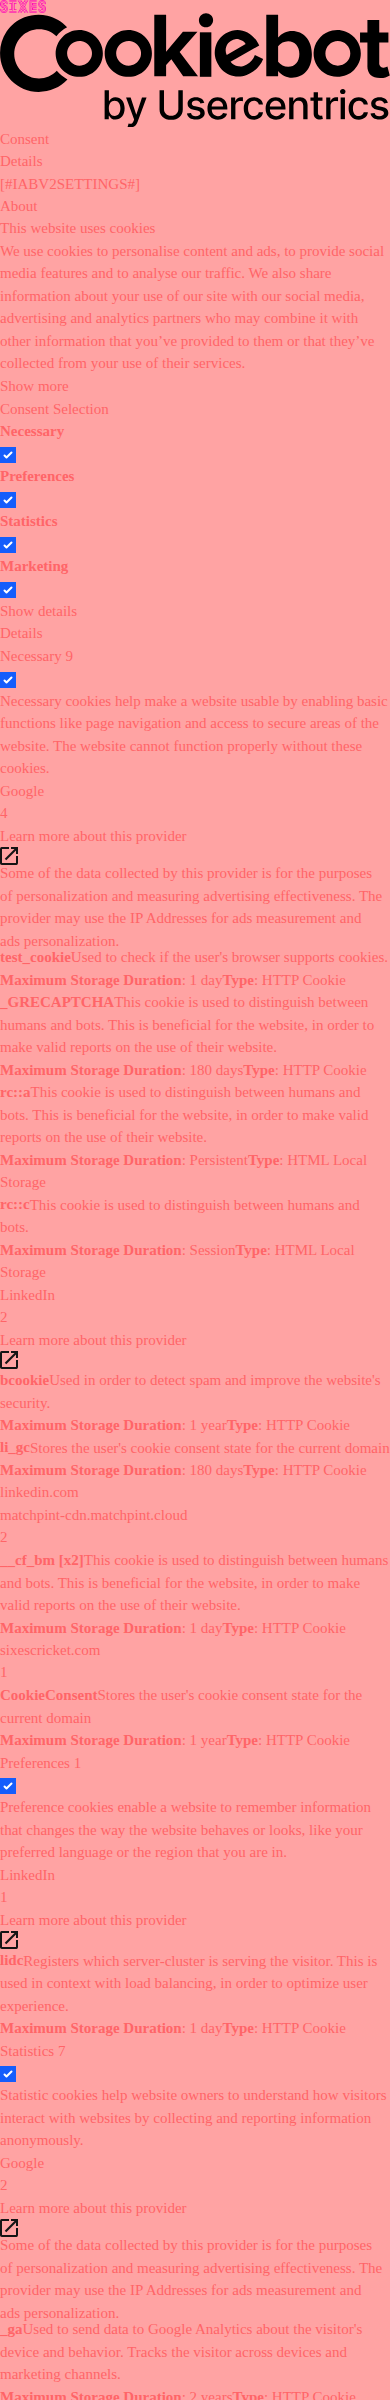 SIXES
Cookiebot
by Usercentrics
Consent
Details
[#IABV2SETTINGS#]
About
This website uses cookies
We use cookies to personalise content and ads, to provide social
media features and to analyse our traffic. We also share
information about your use of our site with our social media,
advertising and analytics partners who may combine it with
other information that you’ve provided to them or that they’ve
collected from your use of their services.
Show more
Consent Selection
Necessary
Preferences
Statistics
Marketing
Show details
Details
Necessary 9
Necessary cookies help make a website usable by enabling basic
functions like page navigation and access to secure areas of the
website. The website cannot function properly without these
cookies.
Google
4
Learn more about this provider
Some of the data collected by this provider is for the purposes
of personalization and measuring advertising effectiveness. The
provider may use the IP Addresses for ads measurement and
ads personalization.
test_cookieUsed to check if the user's browser supports cookies.
Maximum Storage Duration: 1 dayType: HTTP Cookie
_GRECAPTCHAThis cookie is used to distinguish between
humans and bots. This is beneficial for the website, in order to
make valid reports on the use of their website.
Maximum Storage Duration: 180 daysType: HTTP Cookie
rc::aThis cookie is used to distinguish between humans and
bots. This is beneficial for the website, in order to make valid
reports on the use of their website.
Maximum Storage Duration: PersistentType: HTML Local
Storage
rc::cThis cookie is used to distinguish between humans and
bots.
Maximum Storage Duration: SessionType: HTML Local
Storage
LinkedIn
2
Learn more about this provider
bcookieUsed in order to detect spam and improve the website's
security.
Maximum Storage Duration: 1 yearType: HTTP Cookie
li_gcStores the user's cookie consent state for the current domain
Maximum Storage Duration: 180 daysType: HTTP Cookie
linkedin.com
matchpint-cdn.matchpint.cloud
2
__cf_bm [x2]This cookie is used to distinguish between humans
and bots. This is beneficial for the website, in order to make
valid reports on the use of their website.
Maximum Storage Duration: 1 dayType: HTTP Cookie
sixescricket.com
1
CookieConsentStores the user's cookie consent state for the
current domain
Maximum Storage Duration: 1 yearType: HTTP Cookie
Preferences 1
Preference cookies enable a website to remember information
that changes the way the website behaves or looks, like your
preferred language or the region that you are in.
LinkedIn
1
Learn more about this provider
lidcRegisters which server-cluster is serving the visitor. This is
used in context with load balancing, in order to optimize user
experience.
Maximum Storage Duration: 1 dayType: HTTP Cookie
Statistics 7
Statistic cookies help website owners to understand how visitors
interact with websites by collecting and reporting information
anonymously.
Google
2
Learn more about this provider
Some of the data collected by this provider is for the purposes
of personalization and measuring advertising effectiveness. The
provider may use the IP Addresses for ads measurement and
ads personalization.
_gaUsed to send data to Google Analytics about the visitor's
device and behavior. Tracks the visitor across devices and
marketing channels.
Maximum Storage Duration: 2 yearsType: HTTP Cookie